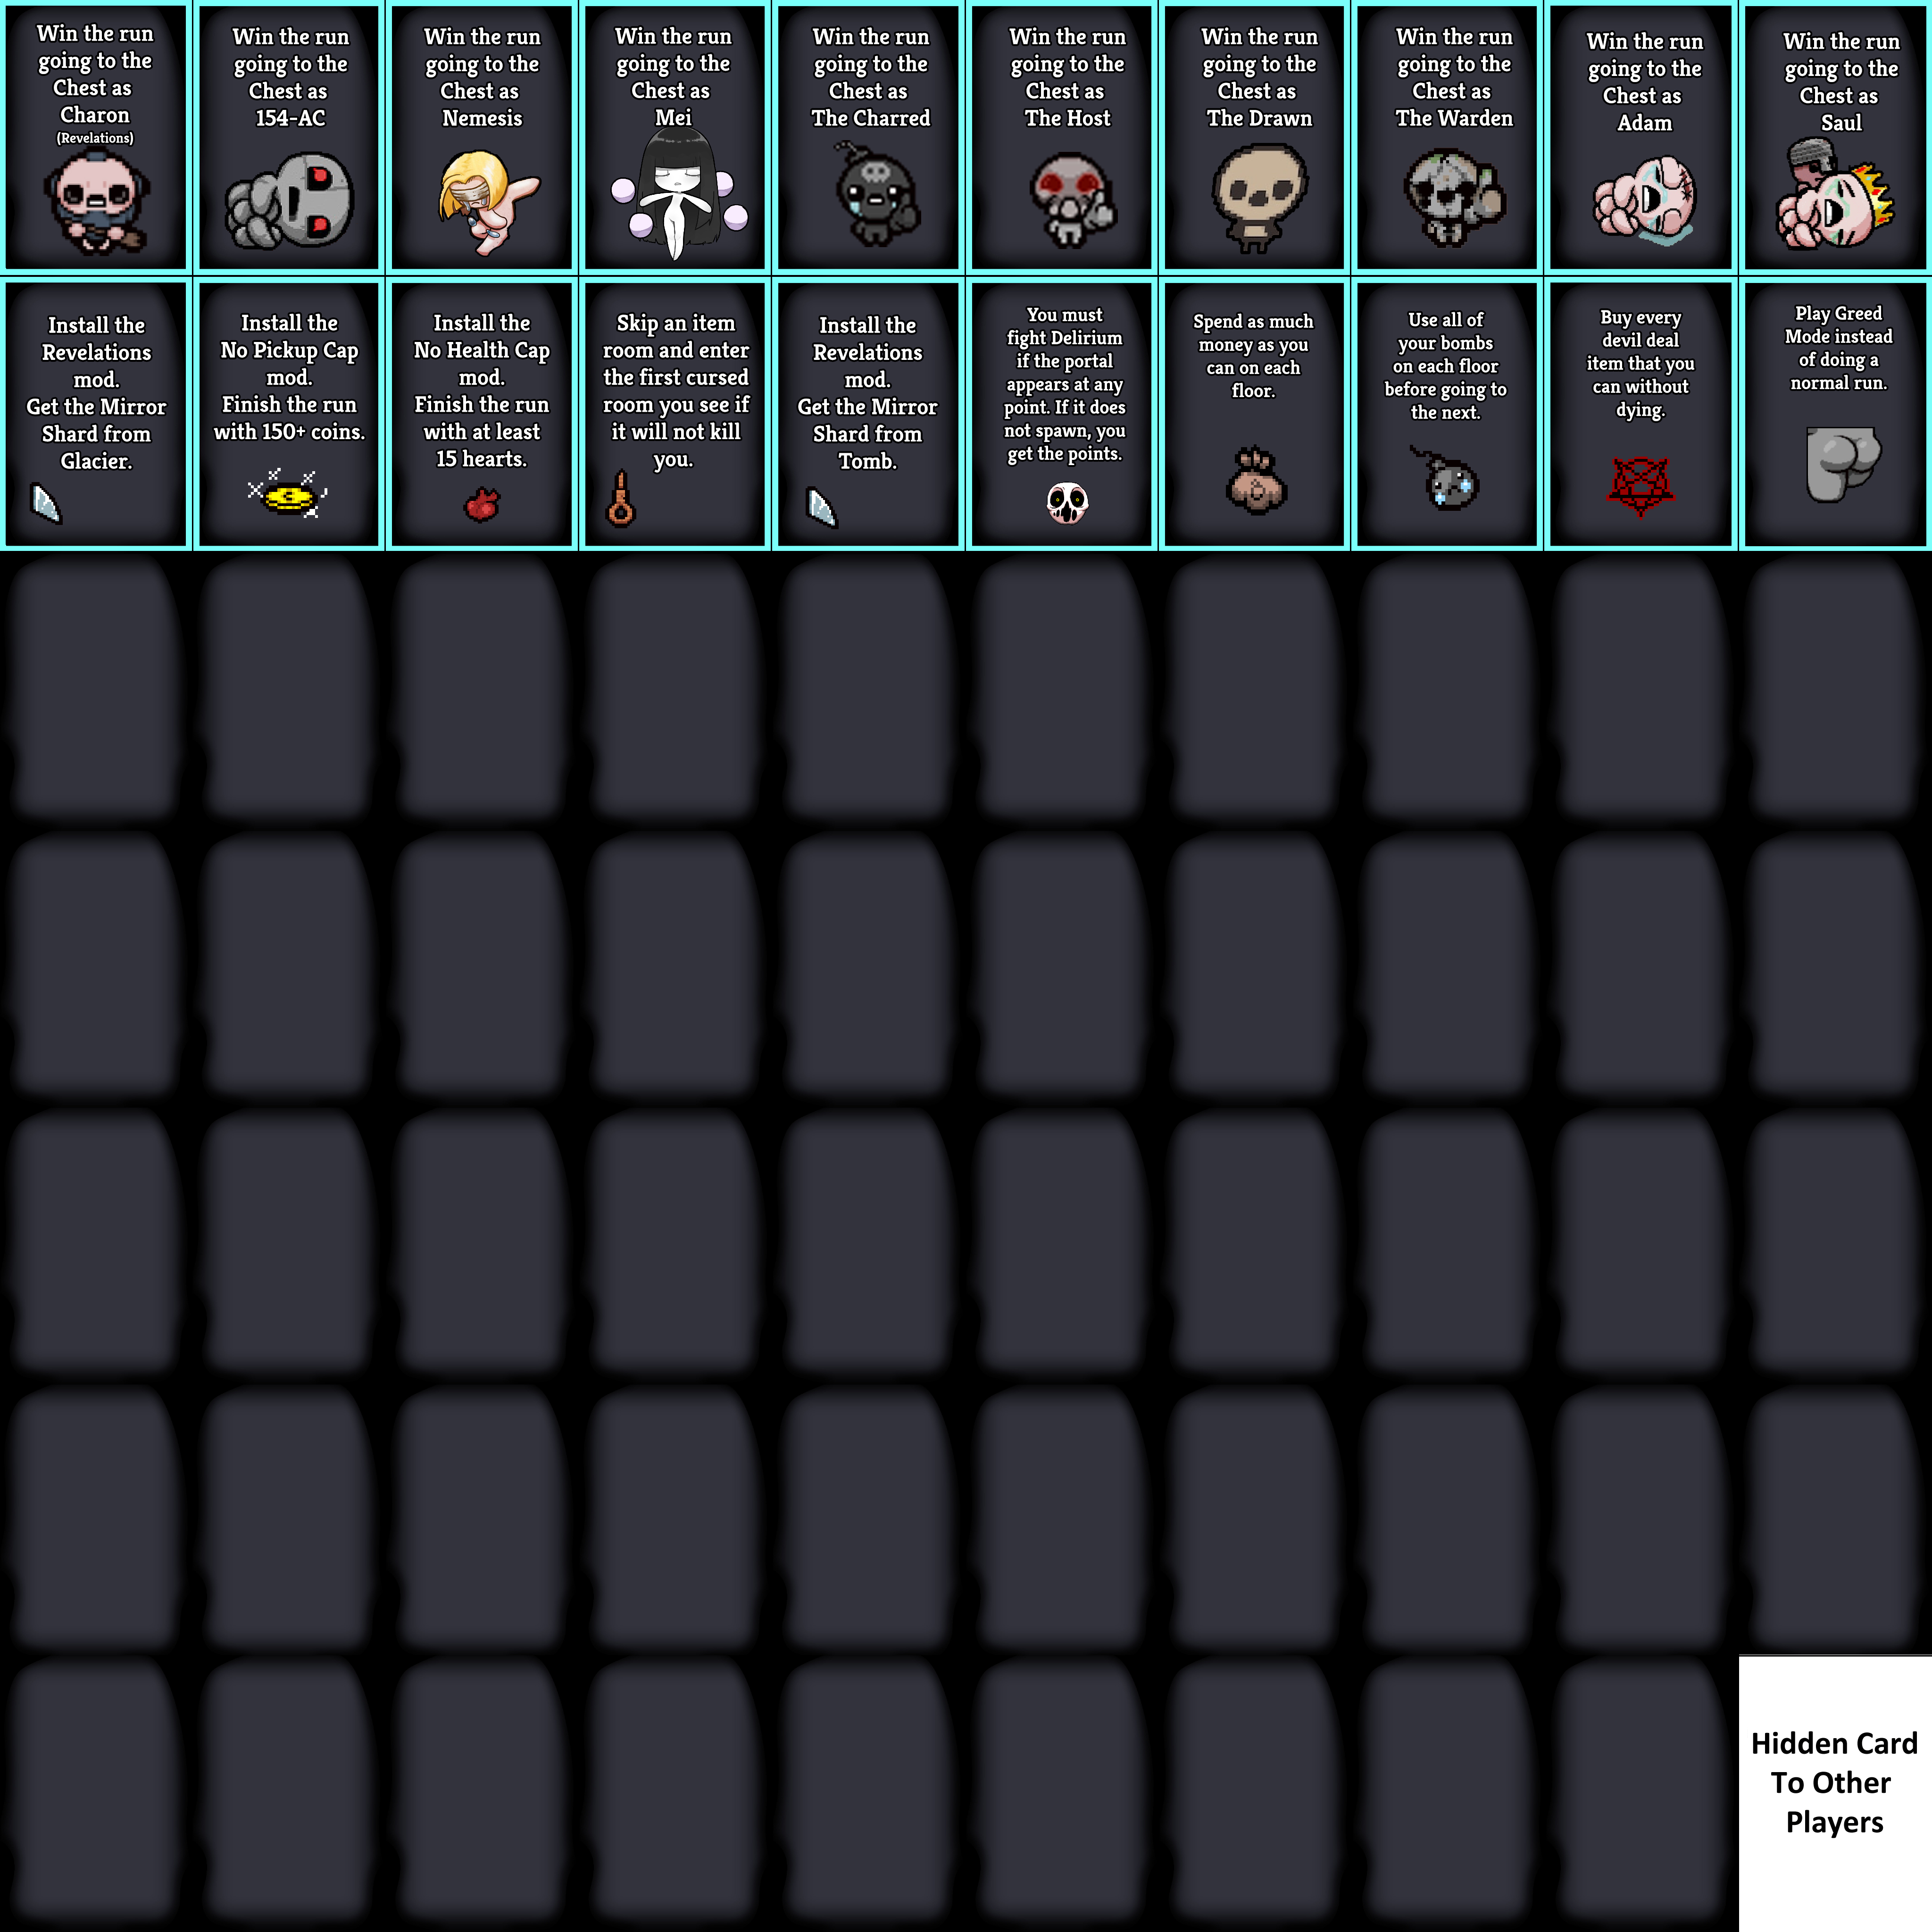 Win the run
going to the
Chest as
Charon
(Revelations)
Win the run
going to the
Chest as
154-AC
Win the run
going to the
Chest as
Nemesis
Win the run
going to the
Chest as
Mei
Win the run
going to the
Chest as
The Charred
Win the run
going to the
Chest as
The Host
Win the run
going to the
Chest as
The Drawn
Win the run
going to the
Chest as
The Warden
Win the run
going to the
Chest as
Adam
Win the run
going to the
Chest as
Saul
Install the
Revelations
mod.
Get the Mirror
Shard from
Glacier.
Install the
No Pickup Cap
mod.
Finish the run
with 150+ coins.
Install the
No Health Cap
mod.
Finish the run
with at least
15 hearts.
Skip an item
room and enter
the first cursed
room you see if
it will not kill
you.
Install the
Revelations
mod.
Get the Mirror
Shard from
Tomb.
You must
fight Delirium
if the portal
appears at any
point. If it does
not spawn, you
get the points.
Spend as much
money as you
can on each
floor.
Use all of
your bombs
on each floor
before going to
the next.
Buy every
devil deal
item that you
can without
dying.
Play Greed
Mode instead
of doing a
normal run.
Hidden Card
To Other
Players